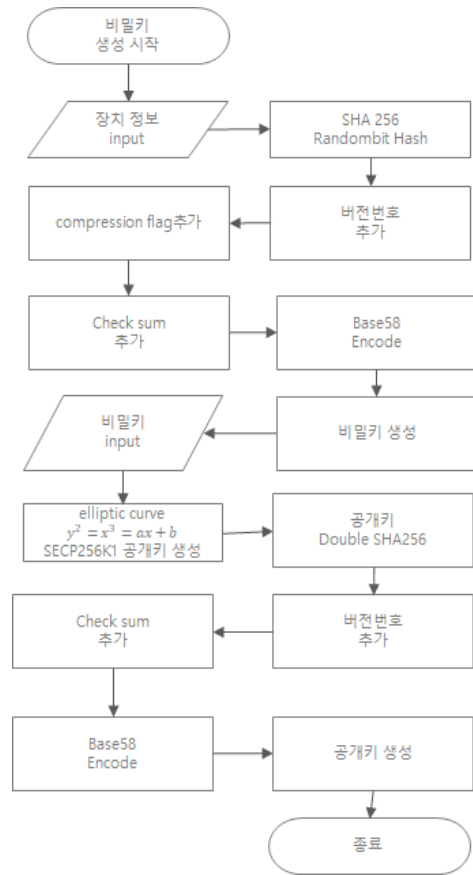 비밀키
생성 시작
장치 정보
input
SHA 256
Randombit Hash
버전번호
추가
compression flag추가
Check sum
추가
Base58
Encode
비밀키 생성
비밀키
input
elliptic curve
y² = x³ = ax + b
SECP256K1 공개키 생성
공개키
Double SHA256
버전번호
추가
Check sum
추가
Base58
Encode
공개키 생성
종료